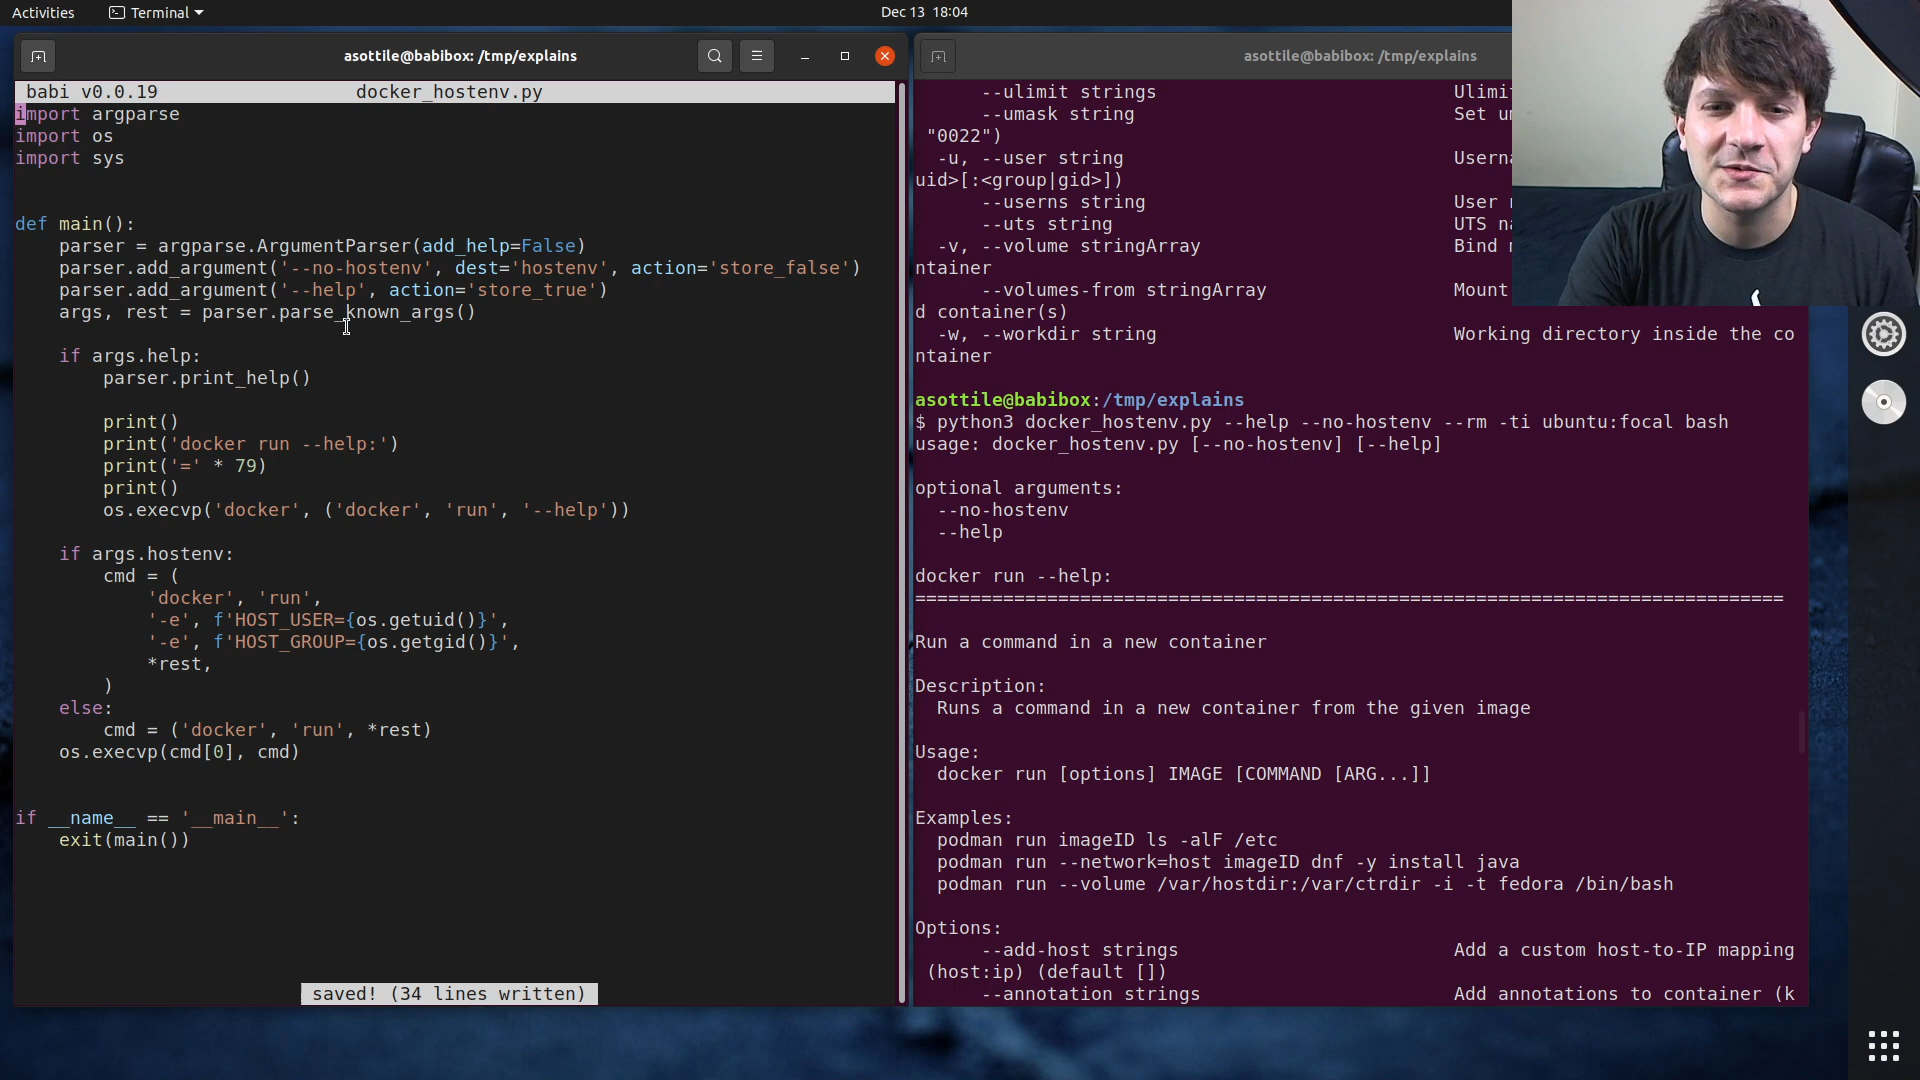 Activities
Terminal
Dec 13 18:04
asottile@babibox: /tmp/explains
babi v0.0.19 docker_hostenv.py
import argparse
import os
import sys
def main():
    parser = argparse.ArgumentParser(add_help=False)
    parser.add_argument('--no-hostenv', dest='hostenv', action='store_false')
    parser.add_argument('--help', action='store_true')
    args, rest = parser.parse_known_args()
    if args.help:
        parser.print_help()
        print()
        print('docker run --help:')
        print('=' * 79)
        print()
        os.execvp('docker', ('docker', 'run', '--help'))
    if args.hostenv:
        cmd = (
            'docker', 'run',
            '-e', f'HOST_USER={os.getuid()}',
            '-e', f'HOST_GROUP={os.getgid()}',
            *rest,
        )
    else:
        cmd = ('docker', 'run', *rest)
    os.execvp(cmd[0], cmd)
if __name__ == '__main__':
    exit(main())
saved! (34 lines written)
asottile@babibox: /tmp/explains
--ulimit strings Ulimi
--umask string Set u
"0022")
-u, --user string Usern
uid>[:<group|gid>])
--userns string User
--uts string UTS na
-v, --volume stringArray Bind
ntainer
--volumes-from stringArray Mount
d container(s)
-w, --workdir string Working directory inside the co
ntainer
asottile@babibox:/tmp/explains
$ python3 docker_hostenv.py --help --no-hostenv --rm -ti ubuntu:focal bash
usage: docker_hostenv.py [--no-hostenv] [--help]
optional arguments:
  --no-hostenv
  --help
docker run --help:
===============================================================================
Run a command in a new container
Description:
  Runs a command in a new container from the given image
Usage:
  docker run [options] IMAGE [COMMAND [ARG...]]
Examples:
  podman run imageID ls -alF /etc
  podman run --network=host imageID dnf -y install java
  podman run --volume /var/hostdir:/var/ctrdir -i -t fedora /bin/bash
Options:
      --add-host strings Add a custom host-to-IP mapping
 (host:ip) (default [])
      --annotation strings Add annotations to container (k